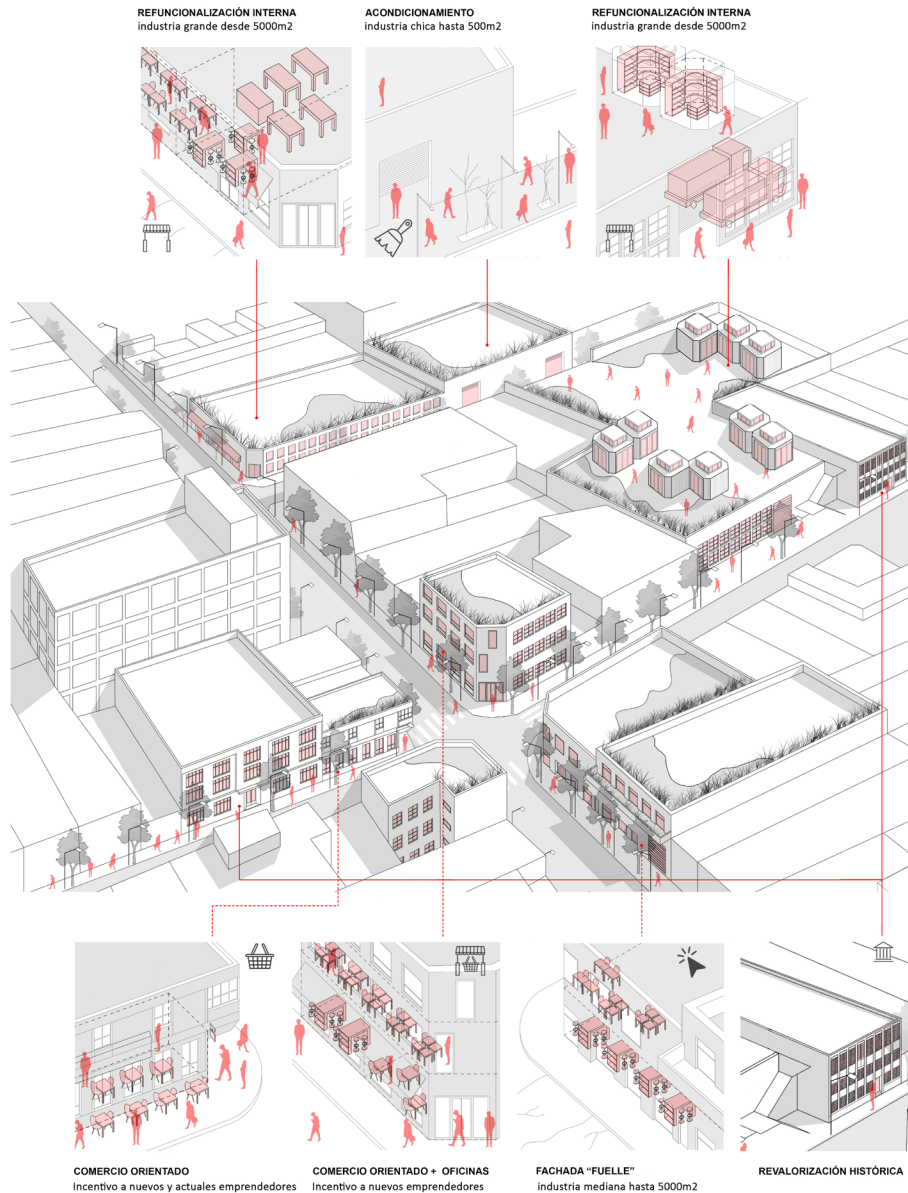 REFUNCIONALIZACIÓN INTERNA
industria grande desde 5000m2
ACONDICIONAMIENTO
industria chica hasta 500m2
REFUNCIONALIZACIÓN INTERNA
industria grande desde 5000m2
COMERCIO ORIENTADO
Incentivo a nuevos y actuales emprendedores
COMERCIO ORIENTADO + OFICINAS
Incentivo a nuevos emprendedores
FACHADA “FUELLE”
industria mediana hasta 5000m2
REVALORIZACIÓN HISTÓRICA